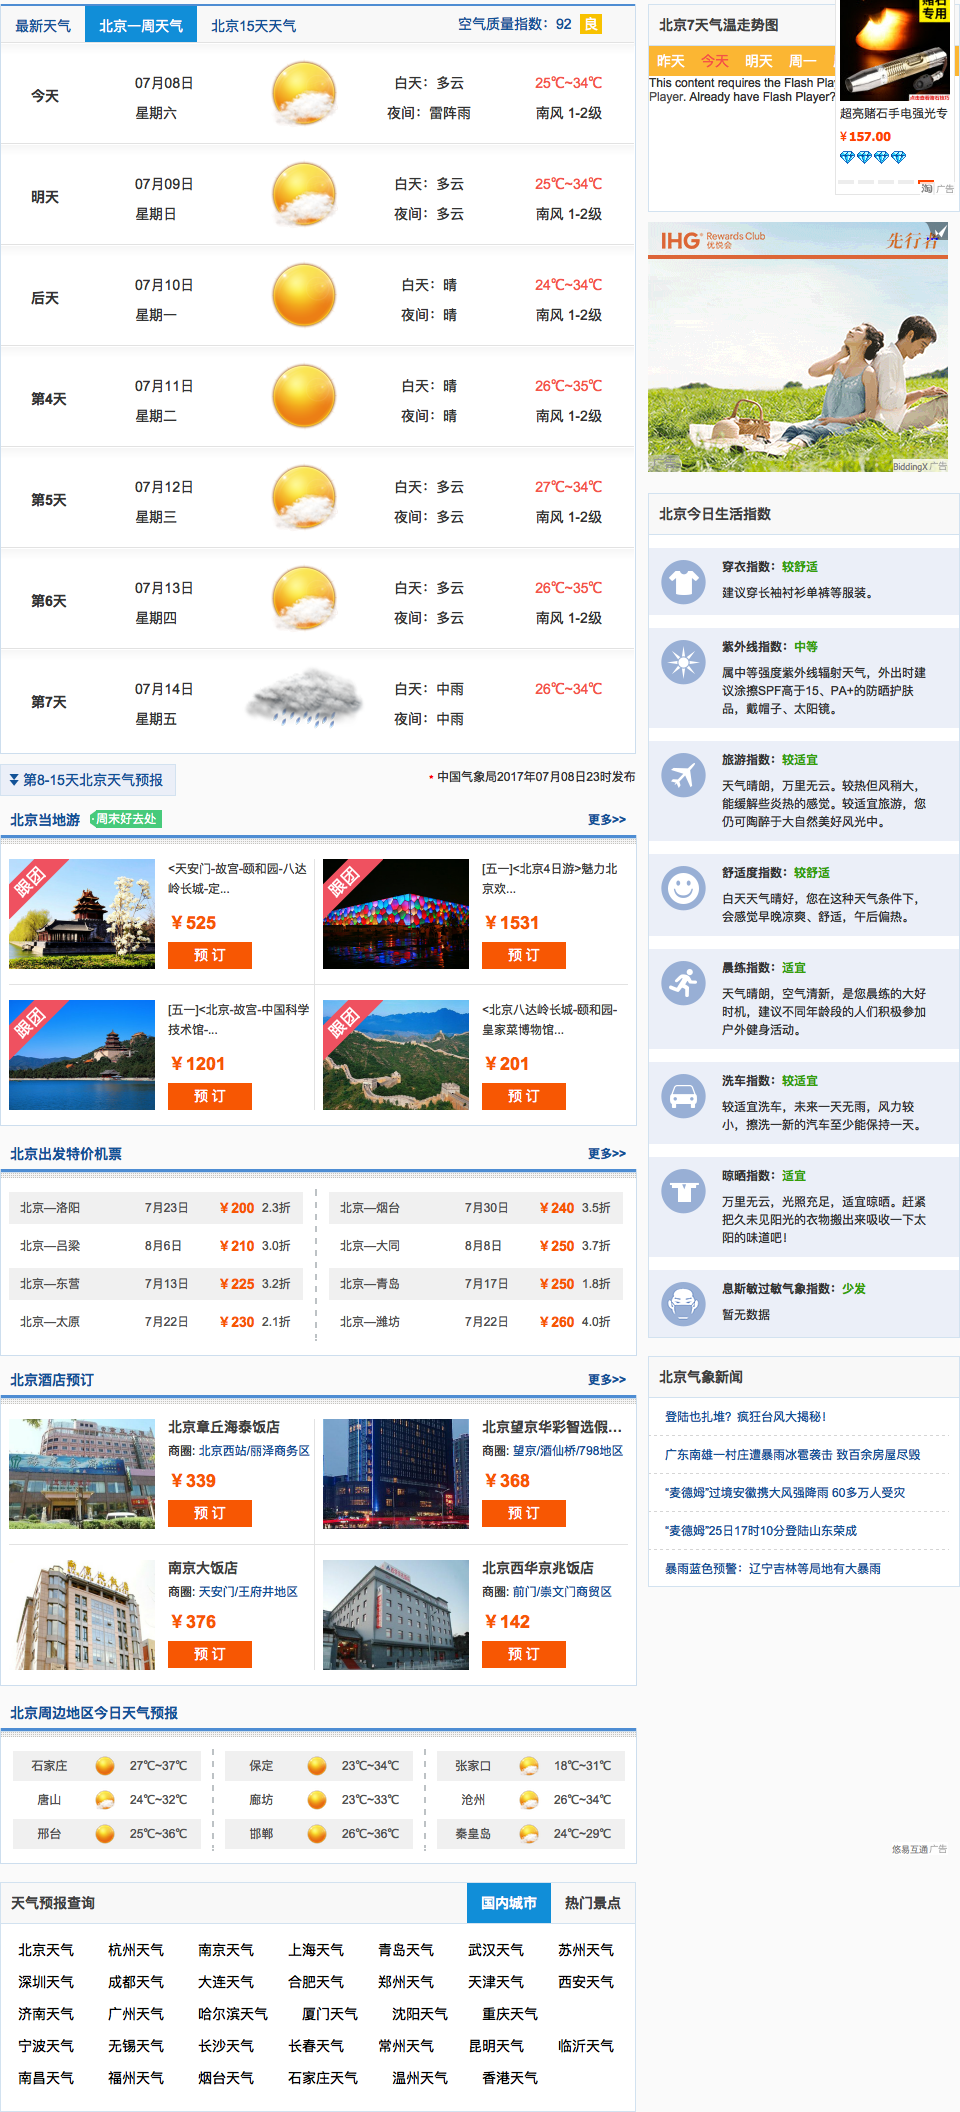 最新天气 北京一周天气 北京15天天气 空气质量指数：92 良
今天 07月08日 星期六 白天：多云 夜间：雷阵雨 25℃~34℃ 南风 1-2级
明天 07月09日 星期日 白天：多云 夜间：多云 25℃~34℃ 南风 1-2级
后天 07月10日 星期一 白天：晴 夜间：晴 24℃~34℃ 南风 1-2级
第4天 07月11日 星期二 白天：晴 夜间：晴 26℃~35℃ 南风 1-2级
第5天 07月12日 星期三 白天：多云 夜间：多云 27℃~34℃ 南风 1-2级
第6天 07月13日 星期四 白天：多云 夜间：多云 26℃~35℃ 南风 1-2级
第7天 07月14日 星期五 白天：中雨 夜间：中雨 26℃~34℃
第8-15天北京天气预报 * 中国气象局2017年07月08日23时发布
北京当地游 周末好去处 更多>>
跟团
<天安门-故宫-颐和园-八达
岭长城-定...
￥525
预 订
跟团
[五一]<北京4日游>魅力北
京欢...
￥1531
预 订
跟团
[五一]<北京-故宫-中国科学
技术馆-...
￥1201
预 订
跟团
<北京八达岭长城-颐和园-
皇家菜博物馆...
￥201
预 订
北京出发特价机票 更多>>
北京—洛阳 7月23日 ￥200 2.3折 北京—烟台 7月30日 ￥240 3.5折
北京—吕梁 8月6日 ￥210 3.0折 北京—大同 8月8日 ￥250 3.7折
北京—东营 7月13日 ￥225 3.2折 北京—青岛 7月17日 ￥250 1.8折
北京—太原 7月22日 ￥230 2.1折 北京—潍坊 7月22日 ￥260 4.0折
北京酒店预订 更多>>
北京章丘海泰饭店
商圈: 北京西站/丽泽商务区
￥339
预 订
北京望京华彩智选假...
商圈: 望京/酒仙桥/798地区
￥368
预 订
南京大饭店
商圈: 天安门/王府井地区
￥376
预 订
北京西华京兆饭店
商圈: 前门/崇文门商贸区
￥142
预 订
北京周边地区今日天气预报
石家庄 27℃~37℃ 保定 23℃~34℃ 张家口 18℃~31℃
唐山 24℃~32℃ 廊坊 23℃~33℃ 沧州 26℃~34℃
邢台 25℃~36℃ 邯郸 26℃~36℃ 秦皇岛 24℃~29℃
天气预报查询 国内城市 热门景点
北京天气 杭州天气 南京天气 上海天气 青岛天气 武汉天气 苏州天气
深圳天气 成都天气 大连天气 合肥天气 郑州天气 天津天气 西安天气
济南天气 广州天气 哈尔滨天气 厦门天气 沈阳天气 重庆天气
宁波天气 无锡天气 长沙天气 长春天气 常州天气 昆明天气 临沂天气
南昌天气 福州天气 烟台天气 石家庄天气 温州天气 香港天气
北京7天气温走势图
昨天 今天 明天 周一
This content requires the Flash Pla
Player. Already have Flash Player?
赌石
专用
超亮赌石手电强光专
¥157.00
淘 广告
IHG Rewards Club
优悦会
先行者
BiddingX 广告
北京今日生活指数
穿衣指数：较舒适
建议穿长袖衬衫单裤等服装。
紫外线指数：中等
属中等强度紫外线辐射天气，外出时建
议涂擦SPF高于15、PA+的防晒护肤
品，戴帽子、太阳镜。
旅游指数：较适宜
天气晴朗，万里无云。较热但风稍大，
能缓解些炎热的感觉。较适宜旅游，您
仍可陶醉于大自然美好风光中。
舒适度指数：较舒适
白天天气晴好，您在这种天气条件下，
会感觉早晚凉爽、舒适，午后偏热。
晨练指数：适宜
天气晴朗，空气清新，是您晨练的大好
时机，建议不同年龄段的人们积极参加
户外健身活动。
洗车指数：较适宜
较适宜洗车，未来一天无雨，风力较
小，擦洗一新的汽车至少能保持一天。
晾晒指数：适宜
万里无云，光照充足，适宜晾晒。赶紧
把久未见阳光的衣物搬出来吸收一下太
阳的味道吧！
息斯敏过敏气象指数：少发
暂无数据
北京气象新闻
登陆也扎堆？疯狂台风大揭秘！
广东南雄一村庄遭暴雨冰雹袭击 致百余房屋尽毁
“麦德姆”过境安徽携大风强降雨 60多万人受灾
“麦德姆”25日17时10分登陆山东荣成
暴雨蓝色预警：辽宁吉林等局地有大暴雨
悠易互通 广告